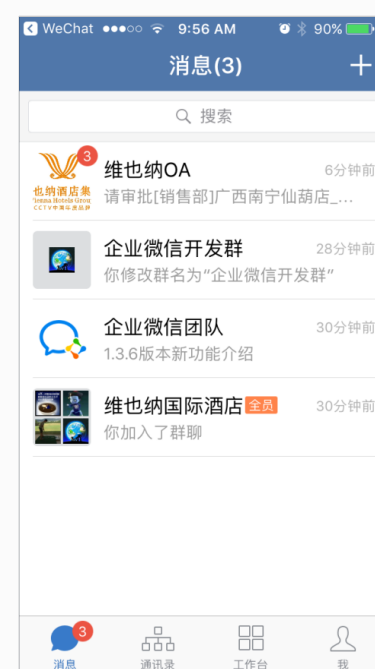 WeChat 9:56 AM 90%
消息(3)
搜索
3
维也纳OA 6分钟前
也纳酒店集
Vienna Hotels Grou
请审批[销售部]广西南宁仙葫店_...
企业微信开发群 28分钟前
你修改群名为“企业微信开发群”
企业微信团队 30分钟前
1.3.6版本新功能介绍
维也纳国际酒店 全员 30分钟前
你加入了群聊
3
消息 通讯录 工作台 我